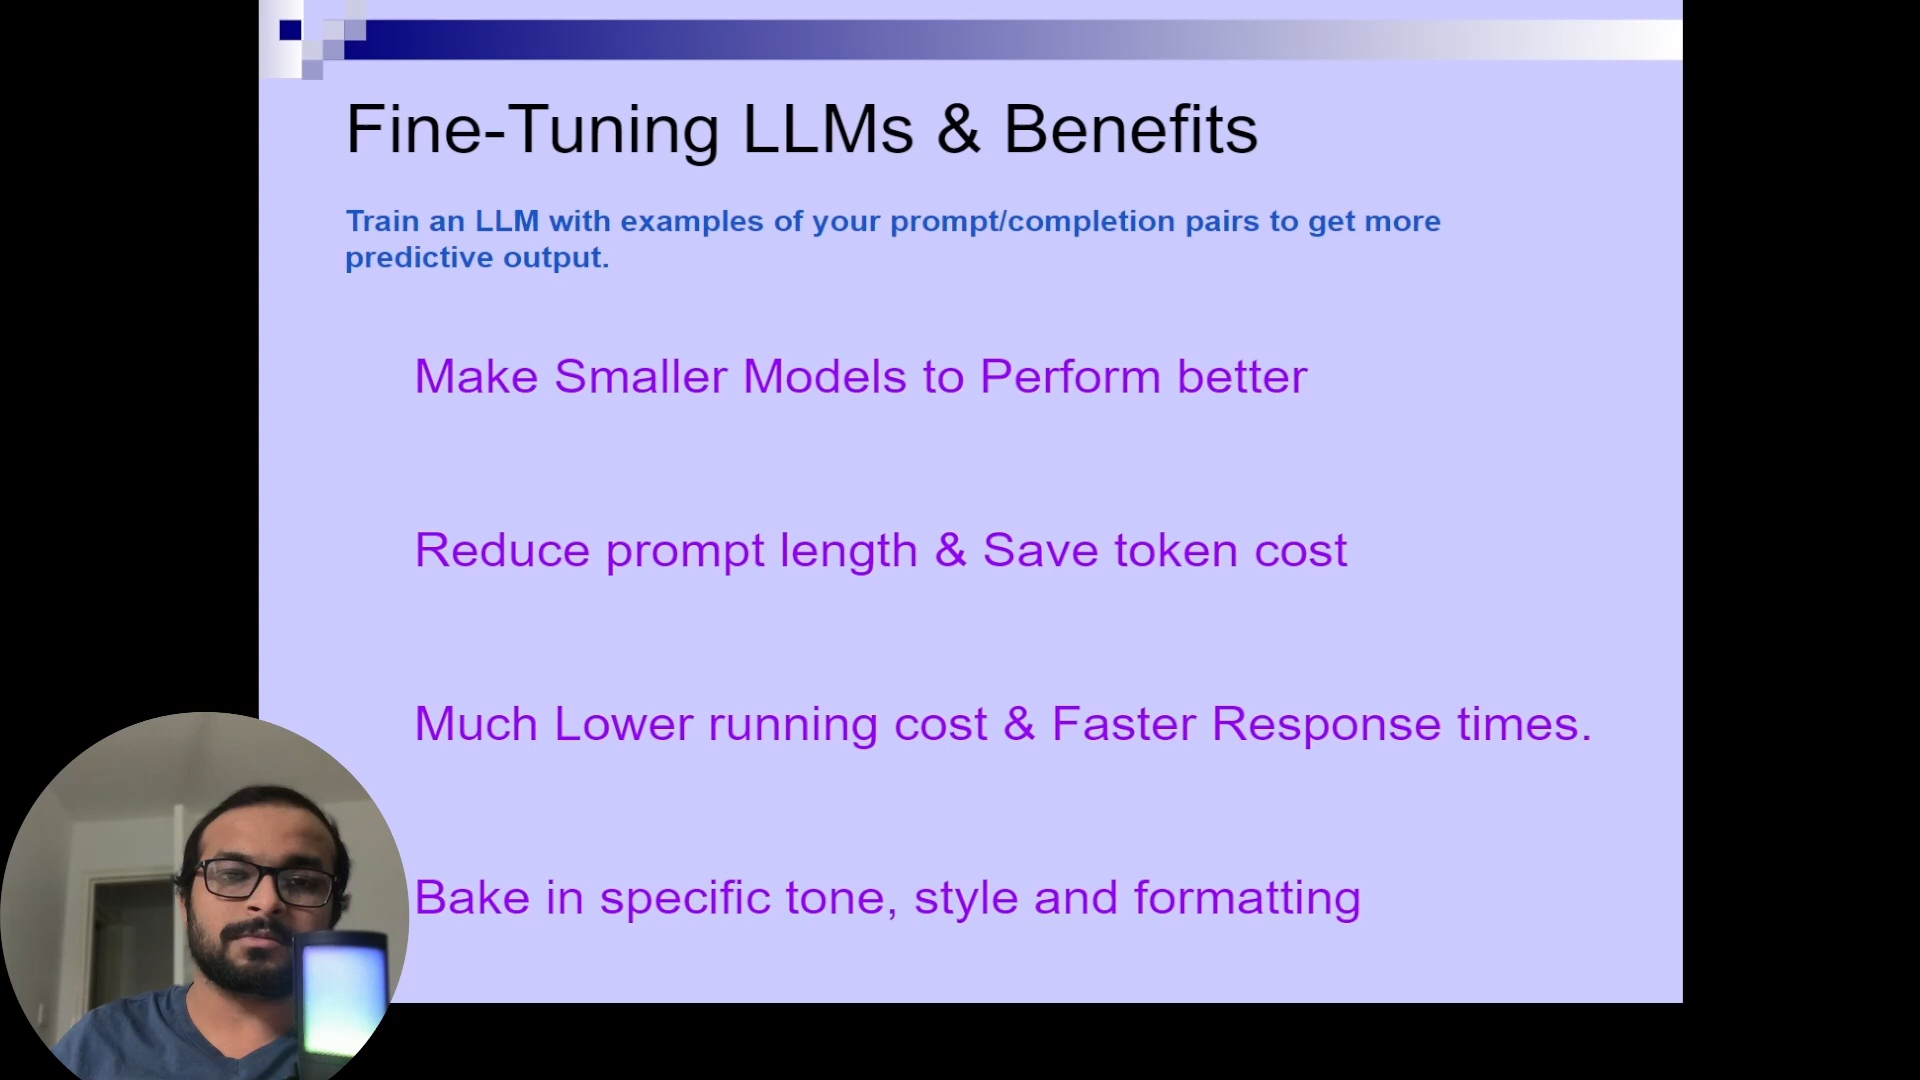 Fine-Tuning LLMs & Benefits
Train an LLM with examples of your prompt/completion pairs to get more
predictive output.
Make Smaller Models to Perform better
Reduce prompt length & Save token cost
Much Lower running cost & Faster Response times.
Bake in specific tone, style and formatting